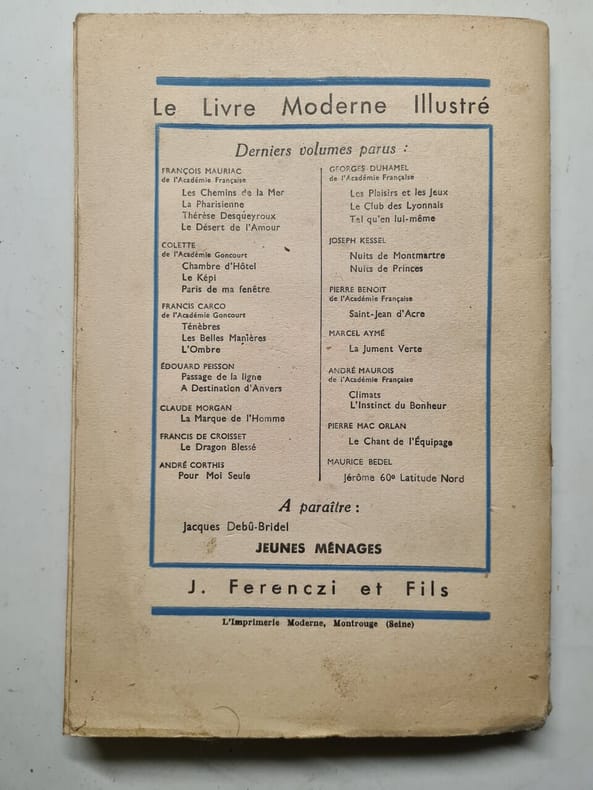 Le Livre Moderne Illustré
Derniers volumes parus :
FRANÇOIS MAURIAC
de l'Académie Française
Les Chemins de la Mer
La Pharisienne
Thérèse Desqueyroux
Le Désert de l'Amour
COLETTE
de l'Académie Goncourt
Chambre d'Hôtel
Le Képi
Paris de ma fenêtre
FRANCIS CARCO
de l'Académie Goncourt
Ténèbres
Les Belles Manières
L'Ombre
ÉDOUARD PEISSON
Passage de la ligne
A Destination d'Anvers
CLAUDE MORGAN
La Marque de l'Homme
FRANCIS DE CROISSET
Le Dragon Blessé
ANDRÉ CORTHIS
Pour Moi Seule
GEORGES DUHAMEL
de l'Académie Française
Les Plaisirs et les Jeux
Le Club des Lyonnais
Tel qu'en lui-même
JOSEPH KESSEL
Nuits de Montmartre
Nuits de Princes
PIERRE BENOIT
de l'Académie Française
Saint-Jean d'Acre
MARCEL AYMÉ
La Jument Verte
ANDRÉ MAUROIS
de l'Académie Française
Climats
L'Instinct du Bonheur
PIERRE MAC ORLAN
Le Chant de l'Équipage
MAURICE BEDEL
Jérôme 60º Latitude Nord
A paraître :
Jacques Debû-Bridel
JEUNES MÉNAGES
J. Ferenczi et Fils
L'Imprimerie Moderne, Montrouge (Seine)